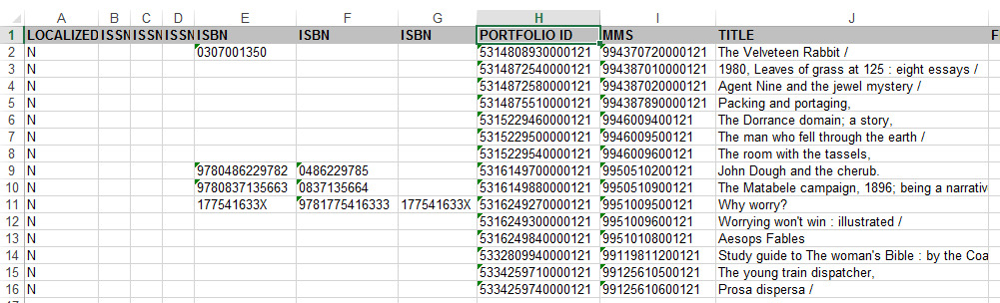 A B C D E F G H I J
1 LOCALIZED ISSN ISSN ISSN ISBN ISBN ISBN PORTFOLIO ID MMS TITLE F
2 N 0307001350 5314808930000121 994370720000121 The Velveteen Rabbit /
3 N 5314872540000121 994387010000121 1980, Leaves of grass at 125 : eight essays /
4 N 5314872580000121 994387020000121 Agent Nine and the jewel mystery /
5 N 5314875510000121 994387890000121 Packing and portaging,
6 N 5315229460000121 9946009400121 The Dorrance domain; a story,
7 N 5315229500000121 9946009500121 The man who fell through the earth /
8 N 5315229540000121 9946009600121 The room with the tassels,
9 N 9780486229782 0486229785 5316149700000121 9950510200121 John Dough and the cherub.
10 N 9780837135663 0837135664 5316149880000121 9950510900121 The Matabele campaign, 1896; being a narrativ
11 N 177541633X 9781775416333 177541633X 5316249270000121 9951009500121 Why worry?
12 N 5316249300000121 9951009600121 Worrying won't win : illustrated /
13 N 5316249840000121 9951010800121 Aesops Fables
14 N 5332809940000121 99119811200121 Study guide to The woman's Bible : by the Coa
15 N 5334259710000121 99125610500121 The young train dispatcher,
16 N 5334259740000121 99125610600121 Prosa dispersa /